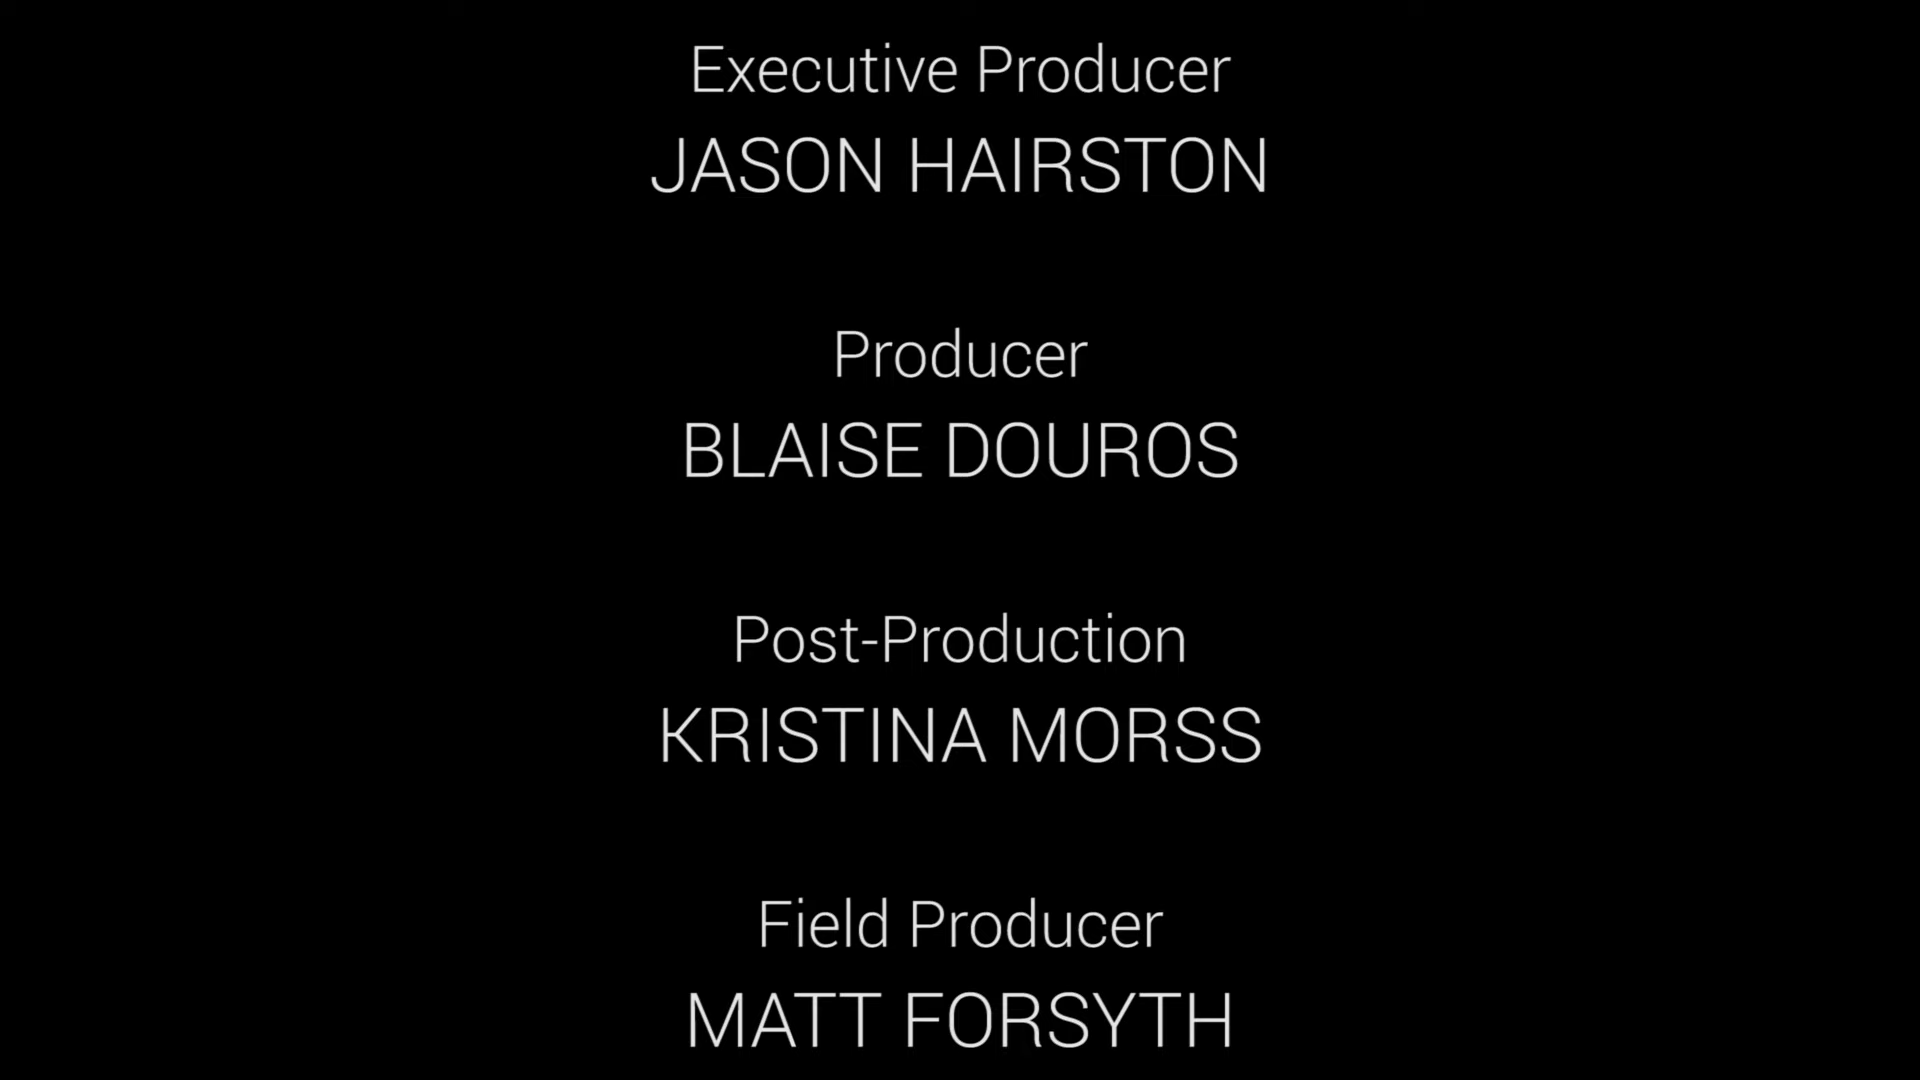 Executive Producer
JASON HAIRSTON
Producer
BLAISE DOUROS
Post-Production
KRISTINA MORSS
Field Producer
MATT FORSYTH